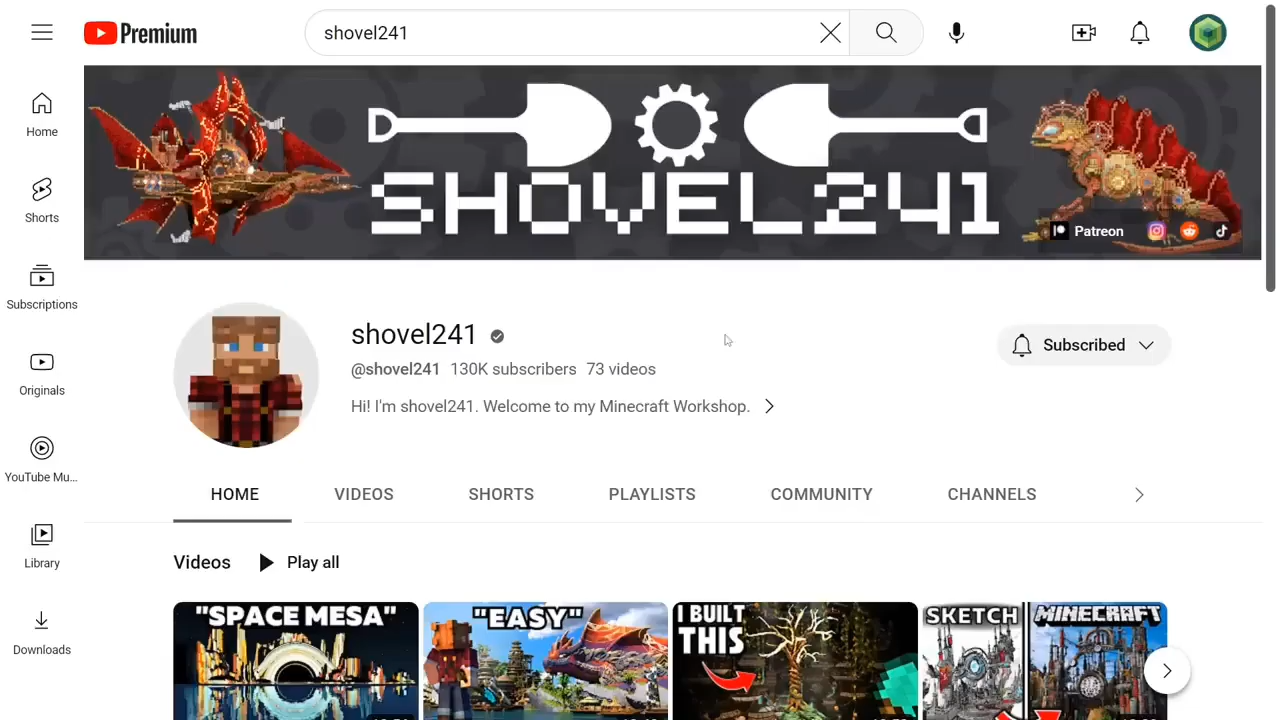 Premium
shovel241
Home
Shorts
Subscriptions
Originals
YouTube Mu...
Library
Downloads
SHOVEL241
Patreon
shovel241
@shovel241 130K subscribers 73 videos
Hi! I'm shovel241. Welcome to my Minecraft Workshop.
HOME VIDEOS SHORTS PLAYLISTS COMMUNITY CHANNELS
Videos Play all
"SPACE MESA"
"EASY"
I BUILT
THIS
SKETCH MINECRAFT